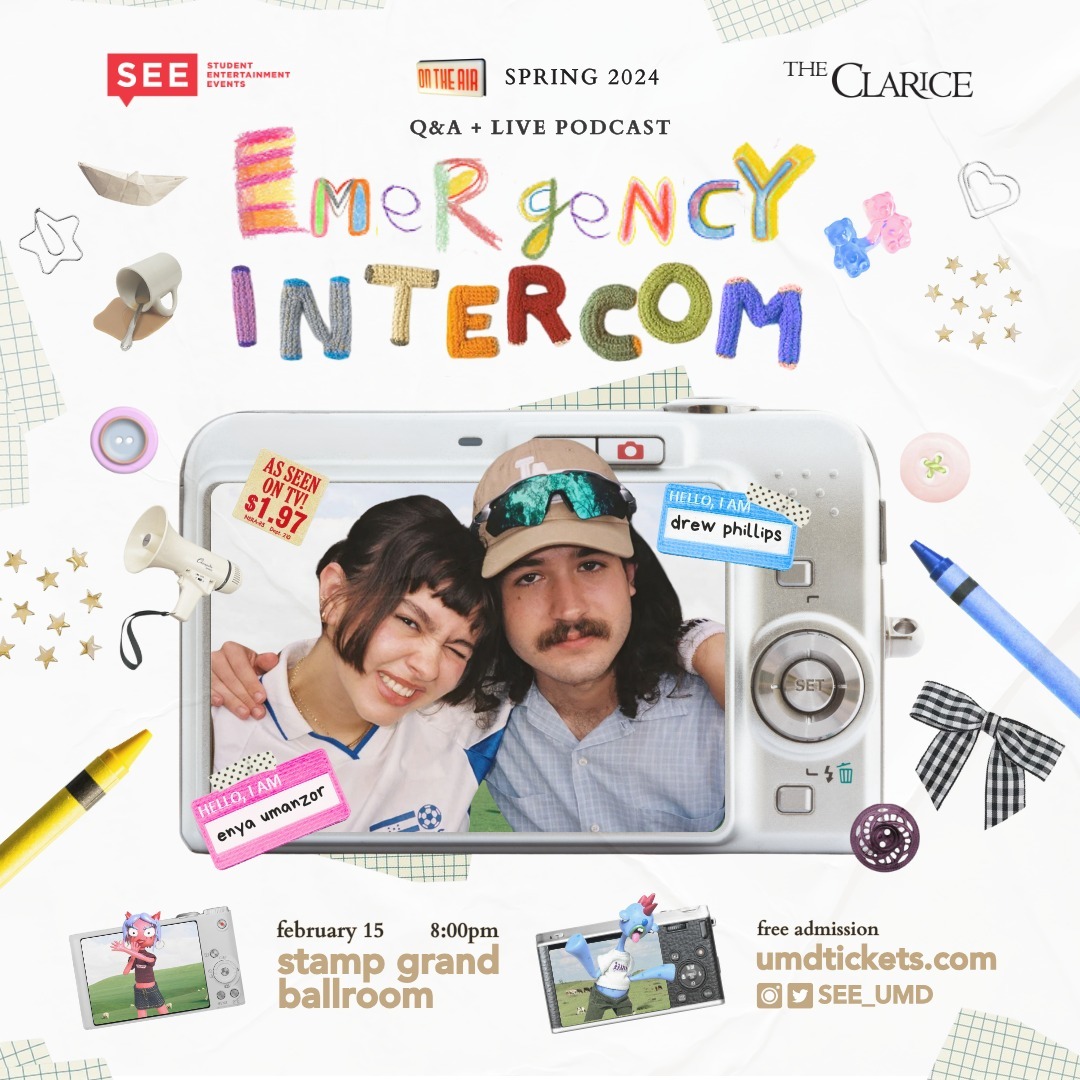 SEE
STUDENT
ENTERTAINMENT
EVENTS
ON THE AIR
SPRING 2024
THE CLARICE
Q&A + LIVE PODCAST
EMeRgeNCY
INTERCOM
AS SEEN
ON TV!
$1.97
HELLO, I AM
drew phillips
SET
HELLO, I AM
enya umanzor
february 15 8:00pm
stamp grand
ballroom
free admission
umdtickets.com
SEE_UMD